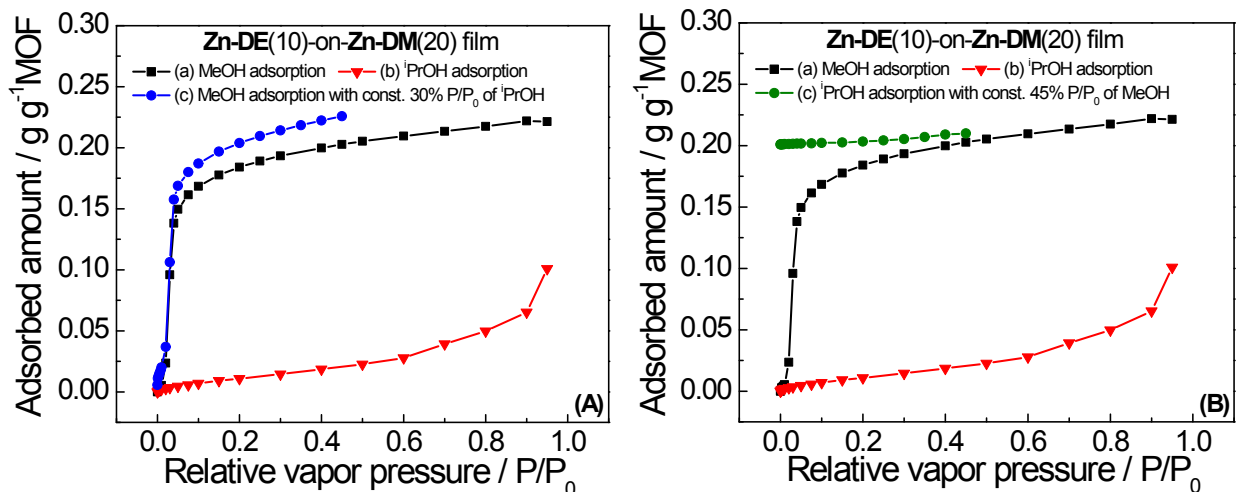 Zn-DE(10)-on-Zn-DM(20) film
(a) MeOH adsorption (b) ⁱPrOH adsorption
(c) MeOH adsorption with const. 30% P/P₀ of ⁱPrOH
Adsorbed amount / g g⁻¹MOF
0.30
0.25
0.20
0.15
0.10
0.05
0.00
(A)
0.0 0.2 0.4 0.6 0.8 1.0
Relative vapor pressure / P/P₀
Zn-DE(10)-on-Zn-DM(20) film
(a) MeOH adsorption (b) ⁱPrOH adsorption
(c) ⁱPrOH adsorption with const. 45% P/P₀ of MeOH
Adsorbed amount / g g⁻¹MOF
0.30
0.25
0.20
0.15
0.10
0.05
0.00
(B)
0.0 0.2 0.4 0.6 0.8 1.0
Relative vapor pressure / P/P₀